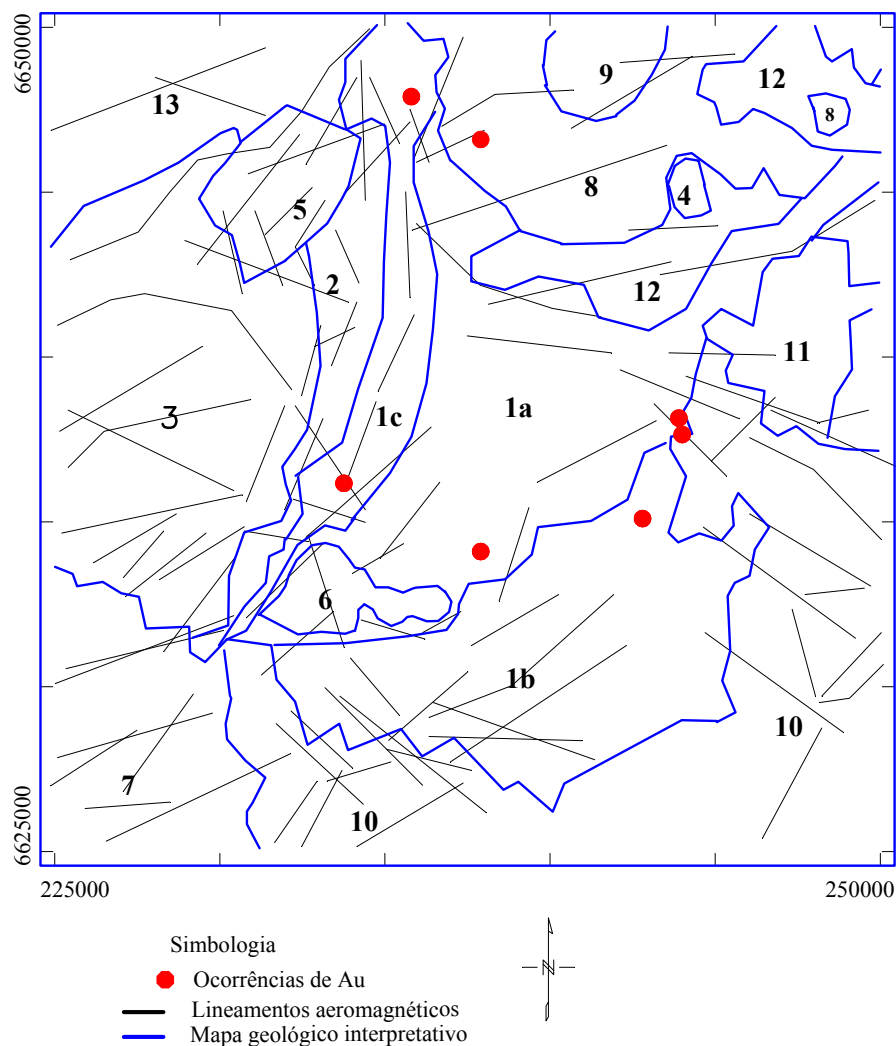 6650000
9
12
13
8
8
4
5
2
12
11
3
1c
1a
6
1b
10
7
10
6625000
225000
250000
Simbologia
N
Ocorrências de Au
Lineamentos aeromagnéticos
Mapa geológico interpretativo